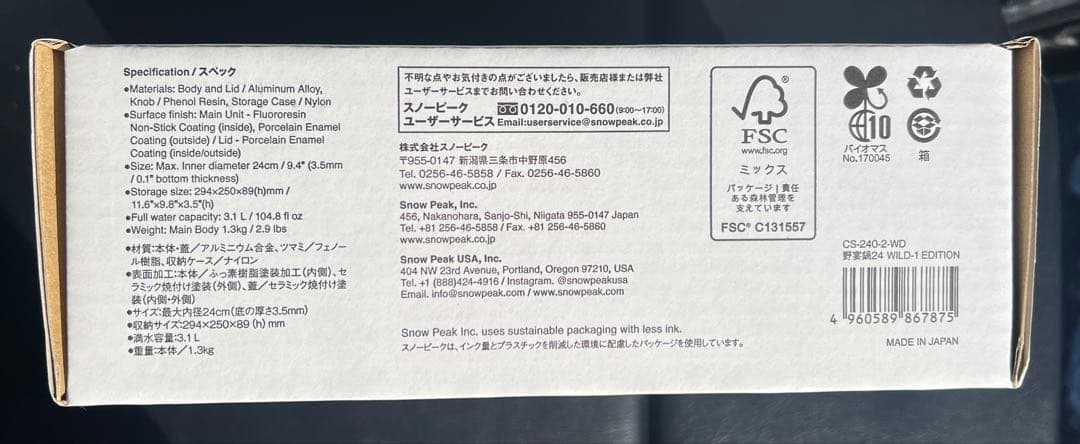 Specification/スペック
●Materials: Body and Lid / Aluminum Alloy,
Knob / Phenol Resin, Storage Case / Nylon
●Surface finish: Main Unit - Fluororesin
Non-Stick Coating (inside), Porcelain Enamel
Coating (outside) / Lid - Porcelain Enamel
Coating (inside/outside)
●Size: Max. Inner diameter 24cm / 9.4" (3.5mm
/ 0.1" bottom thickness)
●Storage size: 294×250×89(h)mm /
11.6"×9.8"×3.5"(h)
●Full water capacity: 3.1 L / 104.8 fl oz
●Weight: Main Body 1.3kg / 2.9 lbs
●材質:本体・蓋/アルミニウム合金、ツマミ/フェノー
ル樹脂、収納ケース/ナイロン
●表面加工:本体/ふっ素樹脂塗装加工(内側)、セ
ラミック焼付け塗装(外側)、蓋/セラミック焼付け塗
装(内側・外側)
●サイズ:最大内径24cm(底の厚さ3.5mm)
●収納サイズ:294×250×89 (h) mm
●満水容量:3.1 L
●重量:本体/1.3kg
不明な点やお気付きの点がございましたら、販売店様または弊社
ユーザーサービスまでお問い合わせください。
スノーピーク 0120-010-660(9:00〜17:00)
ユーザーサービス Email:userservice@snowpeak.co.jp
株式会社スノーピーク
〒955-0147 新潟県三条市中野原456
Tel. 0256-46-5858 / Fax. 0256-46-5860
www.snowpeak.co.jp
Snow Peak, Inc.
456, Nakanohara, Sanjo-Shi, Niigata 955-0147 Japan
Tel. +81 256-46-5858 / Fax. +81 256-46-5860
www.snowpeak.co.jp
Snow Peak USA, Inc.
404 NW 23rd Avenue, Portland, Oregon 97210, USA
Tel. +1 (888)424-4916 / Instagram. @snowpeakusa
Email. info@snowpeak.com / www.snowpeak.com
Snow Peak Inc. uses sustainable packaging with less ink.
スノーピークは、インク量とプラスチックを削減した環境に配慮したパッケージを使用しています。
®
FSC
www.fsc.org
ミックス
パッケージ|責任
ある森林管理を
支えています
FSC® C131557
10
バイオマス
No.170045
箱
CS-240-2-WD
野宴鍋24 WILD-1 EDITION
4 960589 867875
MADE IN JAPAN